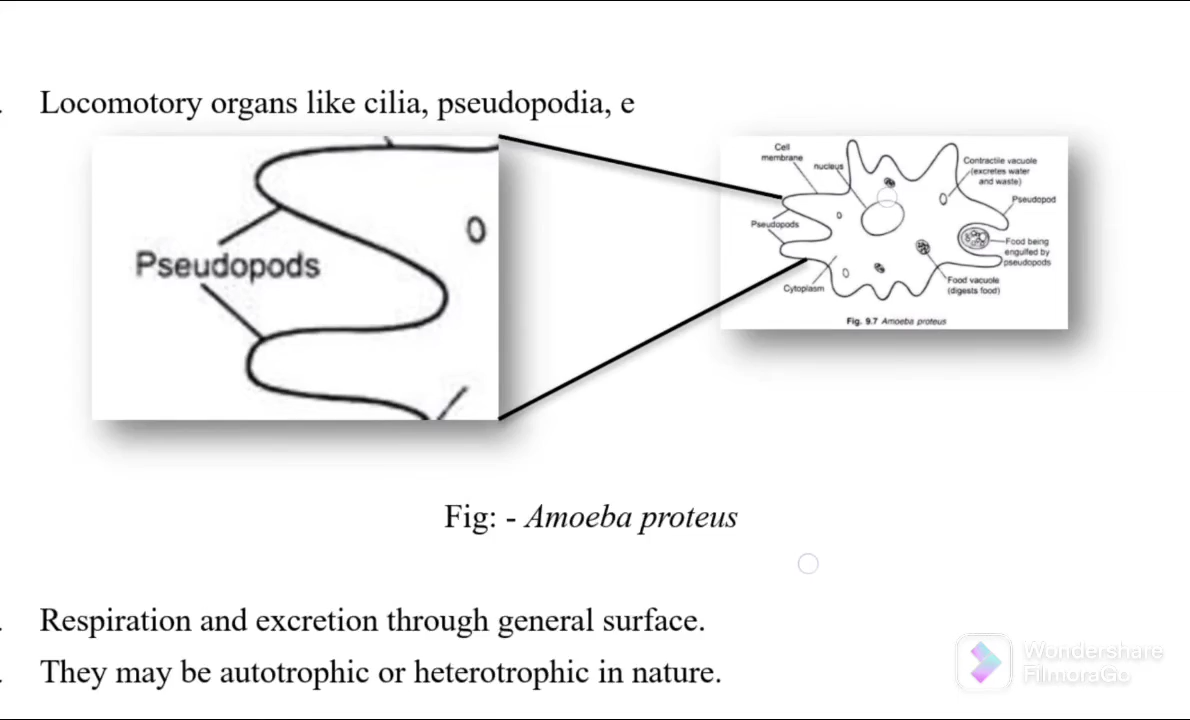 Locomotory organs like cilia, pseudopodia, e
Pseudopods
Cell
membrane
nucleus
Contractile vacuole
(excretes water
and waste)
Pseudopod
Pseudopods
Food being
engulfed by
pseudopods
Food vacuole
(digests food)
Cytoplasm
Fig. 9.7 Amoeba proteus
Fig: - Amoeba proteus
. Respiration and excretion through general surface.
. They may be autotrophic or heterotrophic in nature.
Wondershare
FilmoraGo